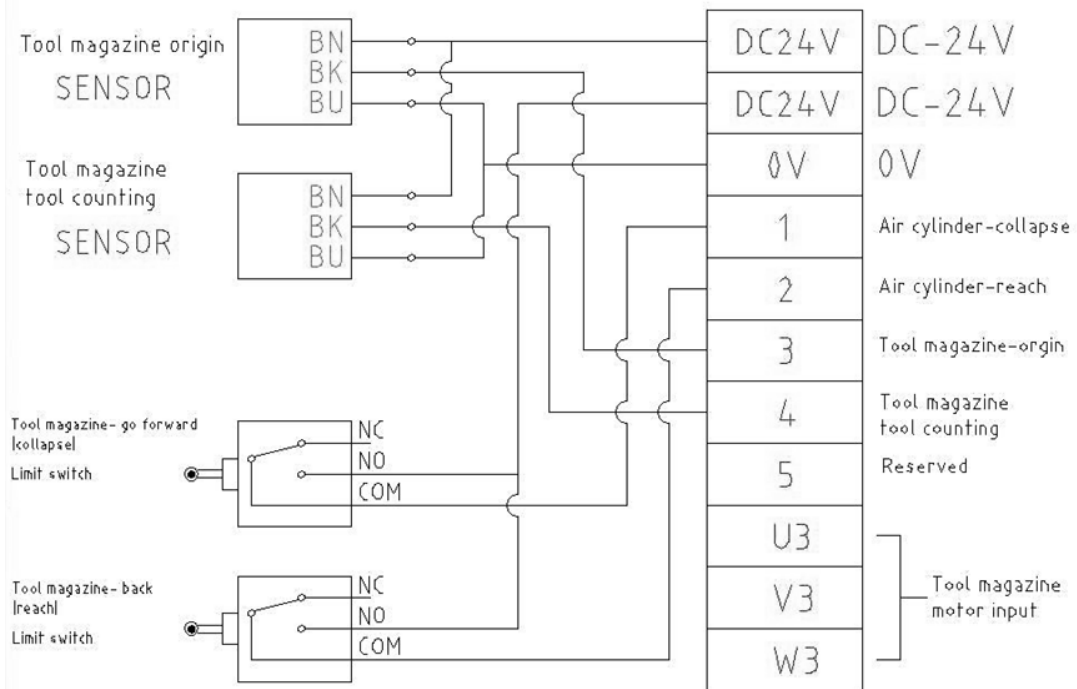 Tool magazine origin
SENSOR
BN
BK
BU
Tool magazine
tool counting
SENSOR
BN
BK
BU
Tool magazine- go forward
|collapse|
Limit switch
NC
NO
COM
Tool magazine- back
|reach|
Limit switch
NC
NO
COM
DC24V DC-24V
DC24V DC-24V
0V 0V
1 Air cylinder-collapse
2 Air cylinder-reach
3 Tool magazine-orgin
4 Tool magazine
tool counting
5 Reserved
U3
V3
W3
Tool magazine
motor input